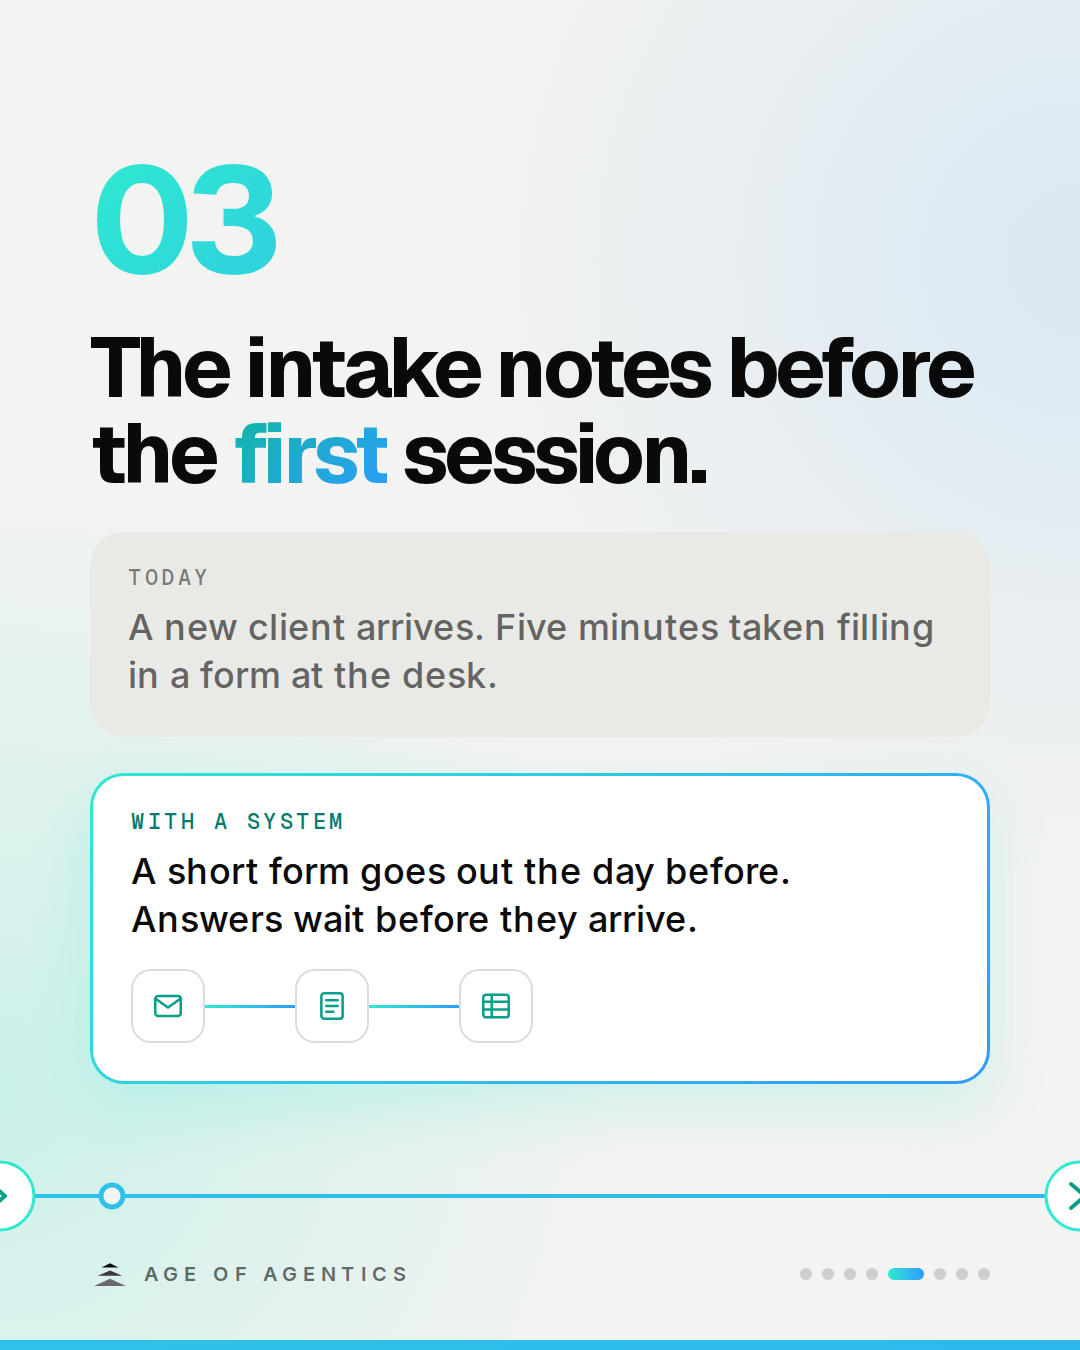 03
The intake notes before
the first session.
TODAY
A new client arrives. Five minutes taken filling
in a form at the desk.
WITH A SYSTEM
A short form goes out the day before.
Answers wait before they arrive.
AGE OF AGENTICS